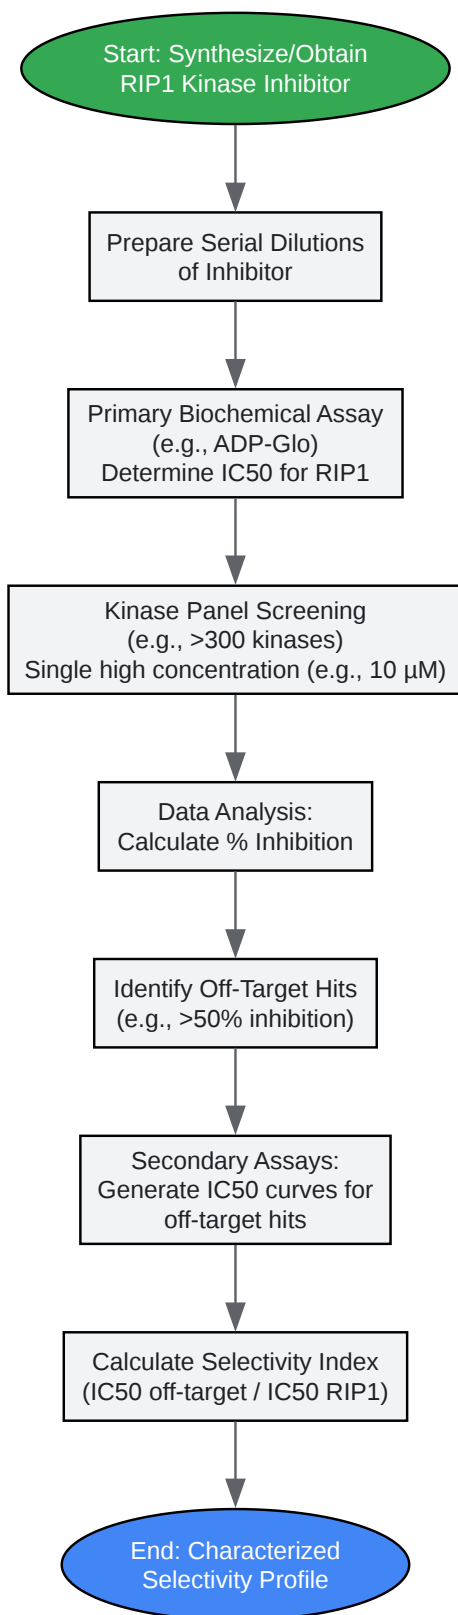 Start: Synthesize/Obtain
RIP1 Kinase Inhibitor
Prepare Serial Dilutions
of Inhibitor
Primary Biochemical Assay
(e.g., ADP-Glo)
Determine IC50 for RIP1
Kinase Panel Screening
(e.g., >300 kinases)
Single high concentration (e.g., 10 µM)
Data Analysis:
Calculate % Inhibition
Identify Off-Target Hits
(e.g., >50% inhibition)
Secondary Assays:
Generate IC50 curves for
off-target hits
Calculate Selectivity Index
(IC50 off-target / IC50 RIP1)
End: Characterized
Selectivity Profile